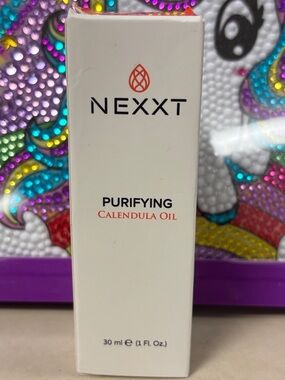 NEXXT
PURIFYING
CALENDULA OIL
30 ml ℮ (1 Fl. Oz.)